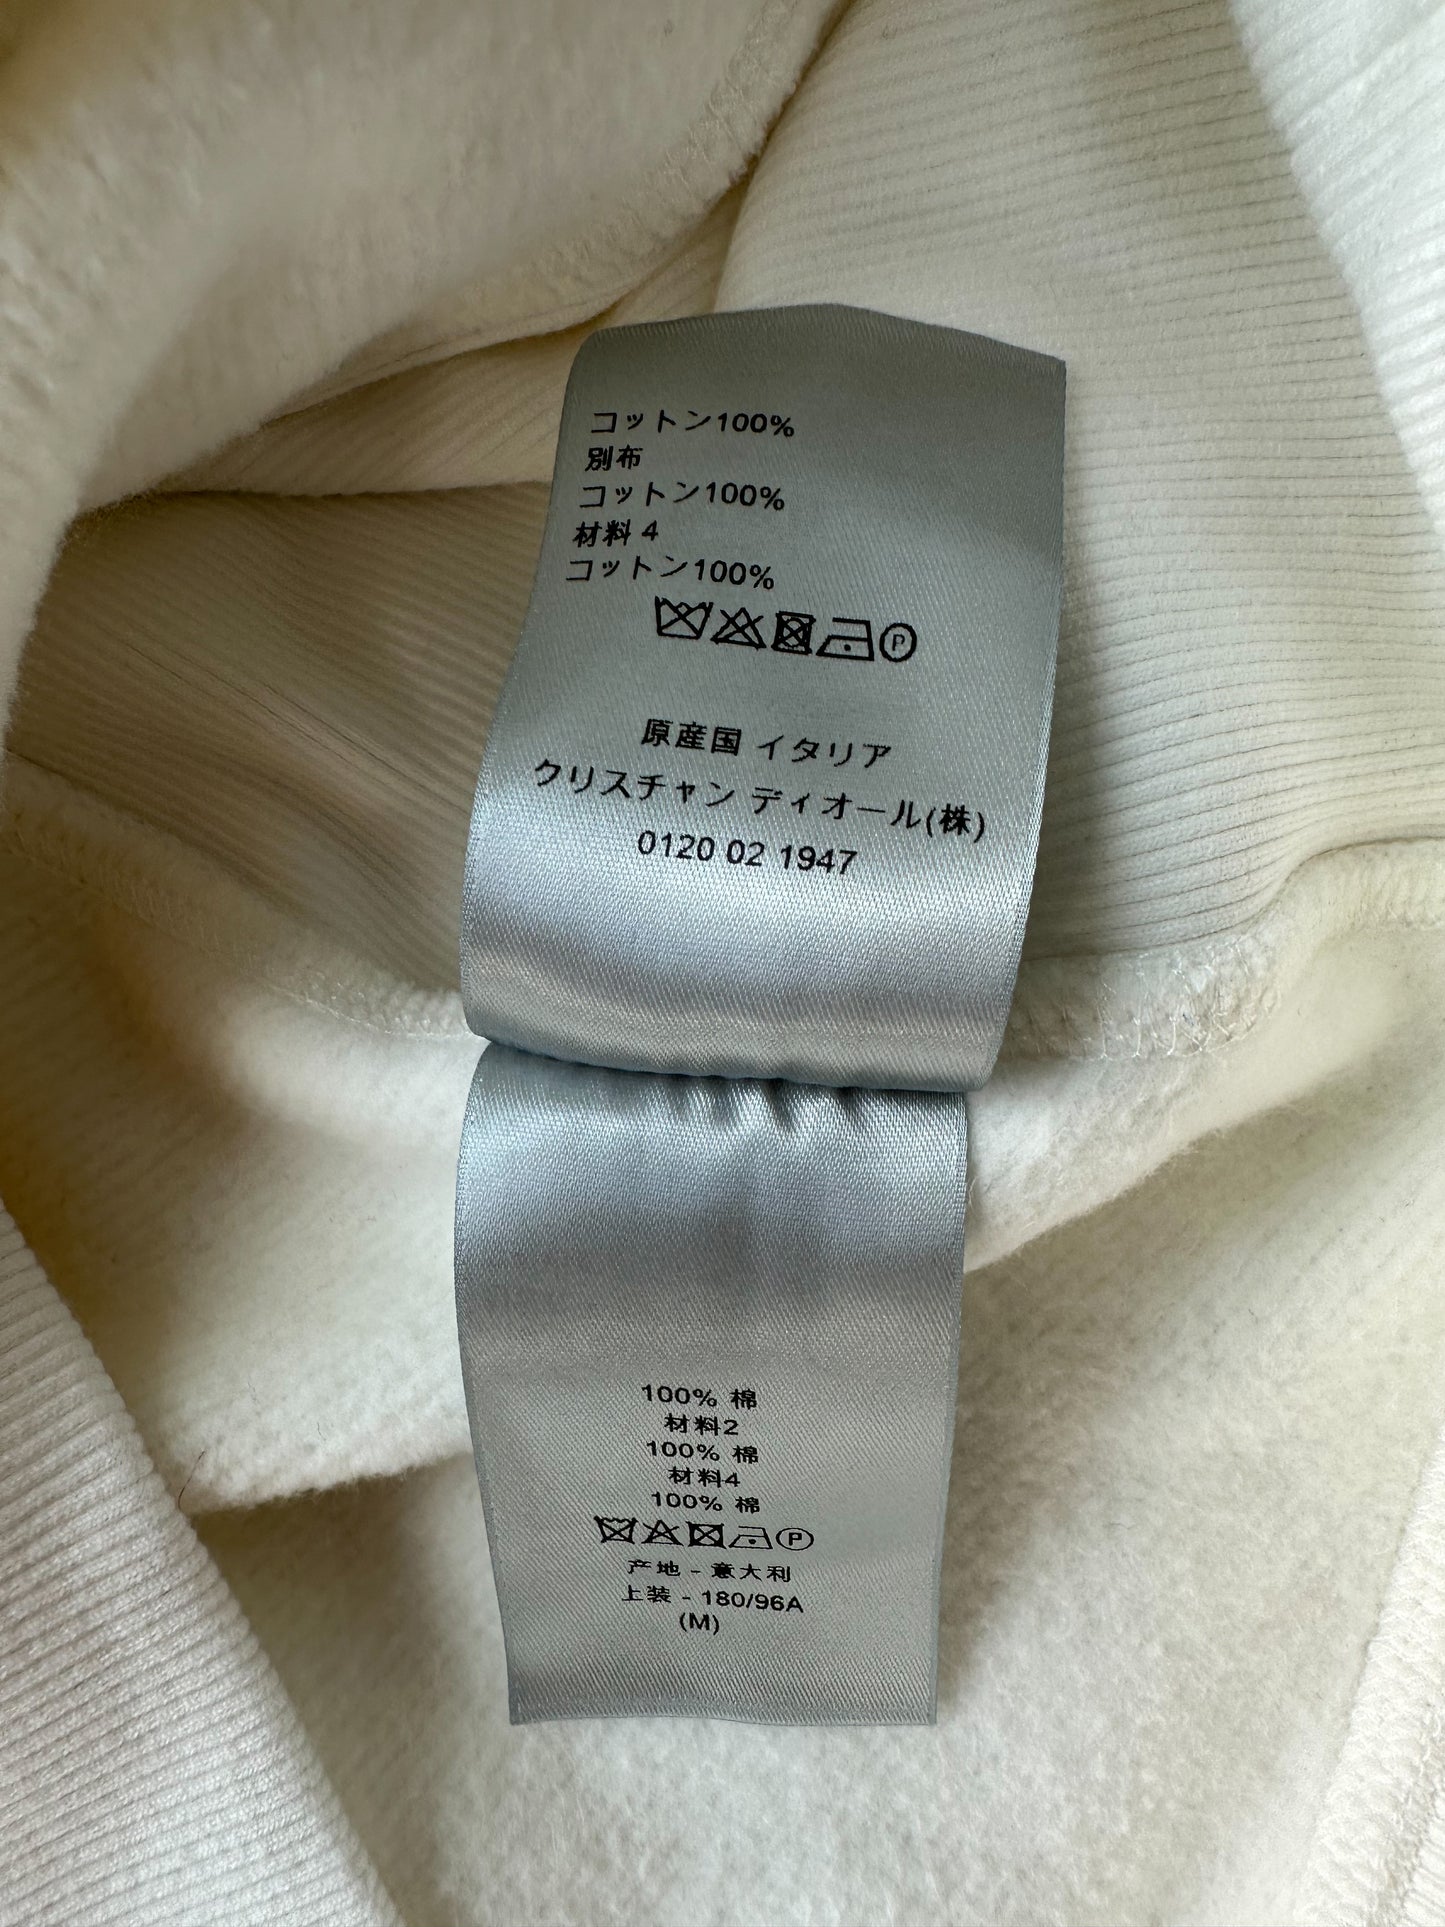 コットン100%
別布
コットン100%
材料 4
コットン100%
P
原産国 イタリア
クリスチャン ディオール(株)
0120 02 1947
100% 棉
材料2
100% 棉
材料4
100% 棉
P
产地 - 意大利
上装 - 180/96A
(M)